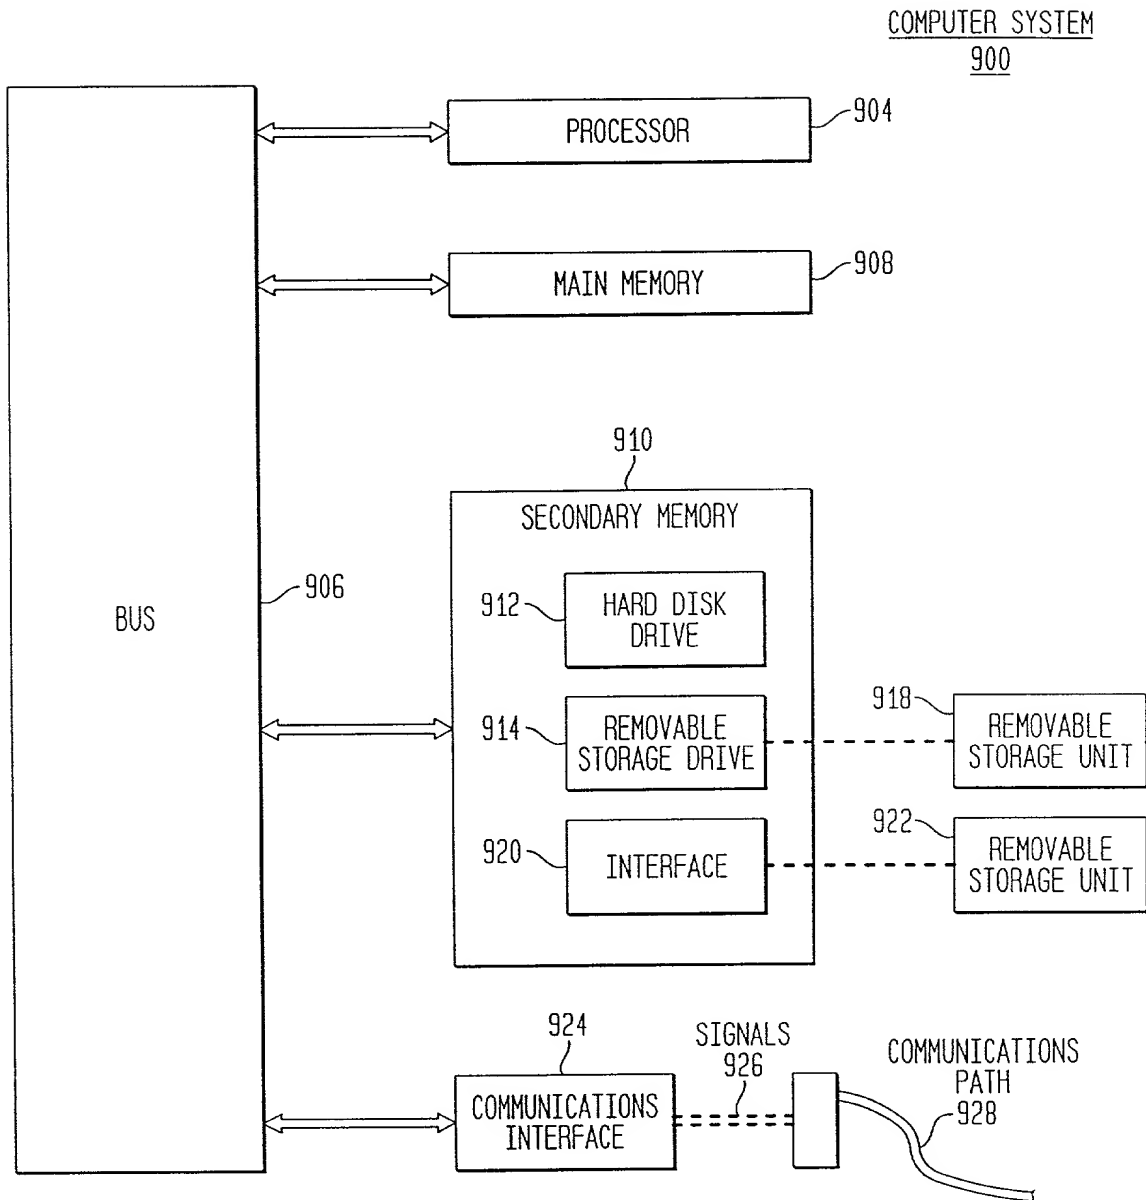 COMPUTER SYSTEM
900
PROCESSOR
904
MAIN MEMORY
908
BUS
906
910
SECONDARY MEMORY
912
HARD DISK
DRIVE
914
REMOVABLE
STORAGE DRIVE
918
REMOVABLE
STORAGE UNIT
920
INTERFACE
922
REMOVABLE
STORAGE UNIT
924
COMMUNICATIONS
INTERFACE
SIGNALS
926
COMMUNICATIONS
PATH
928